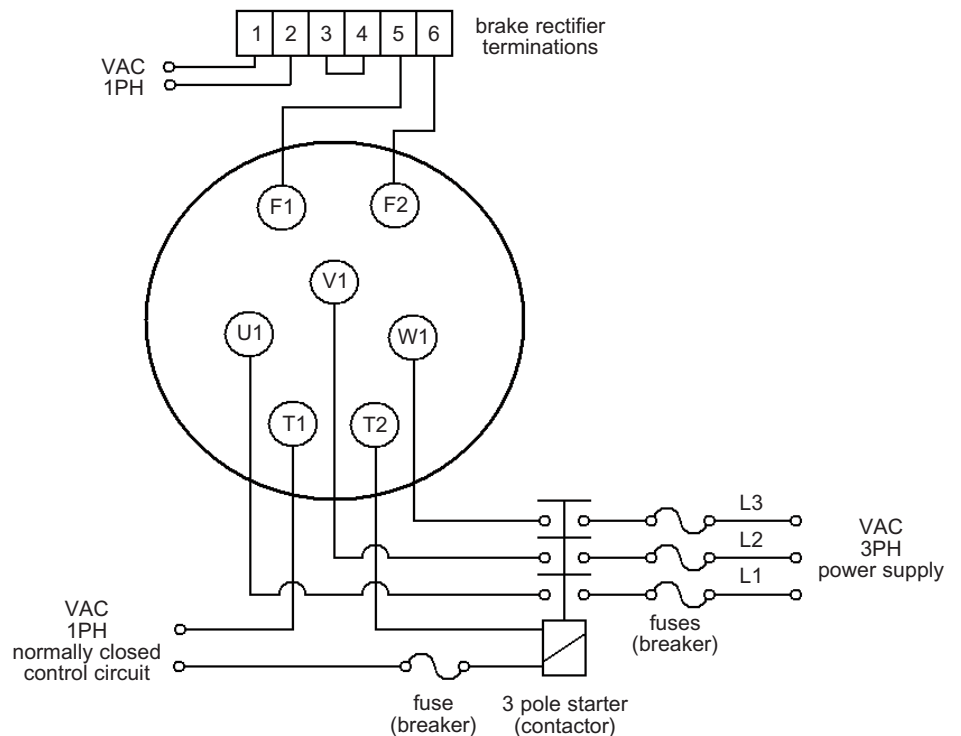 1 2 3 4 5 6
brake rectifier
terminations
VAC
1PH
F1
F2
V1
U1
W1
T1
T2
L3
L2
L1
VAC
3PH
power supply
VAC
1PH
normally closed
control circuit
fuses
(breaker)
fuse
(breaker)
3 pole starter
(contactor)